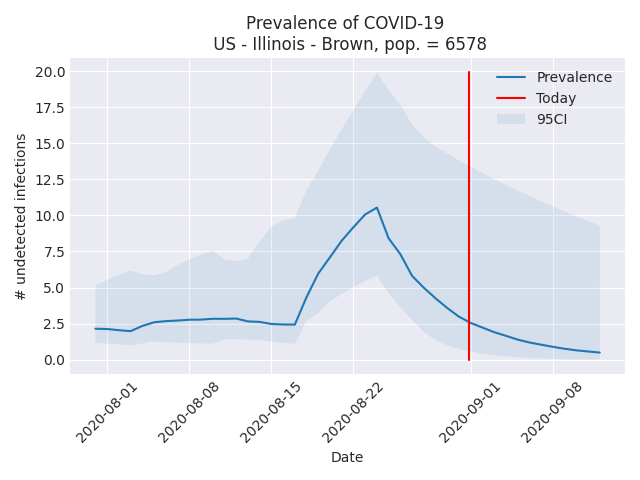 Prevalence of COVID-19
US - Illinois - Brown, pop. = 6578
20.0
17.5
15.0
12.5
10.0
7.5
5.0
2.5
0.0
# undetected infections
Prevalence
Today
95CI
2020-08-01
2020-08-08
2020-08-15
2020-08-22
2020-09-01
2020-09-08
Date